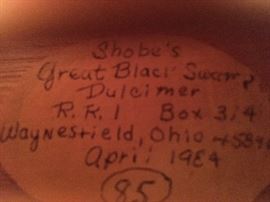 Shobe's
Great Black Swamp
Dulcimer
R.R.1 Box 314
Waynesfield, Ohio
April 1984
85